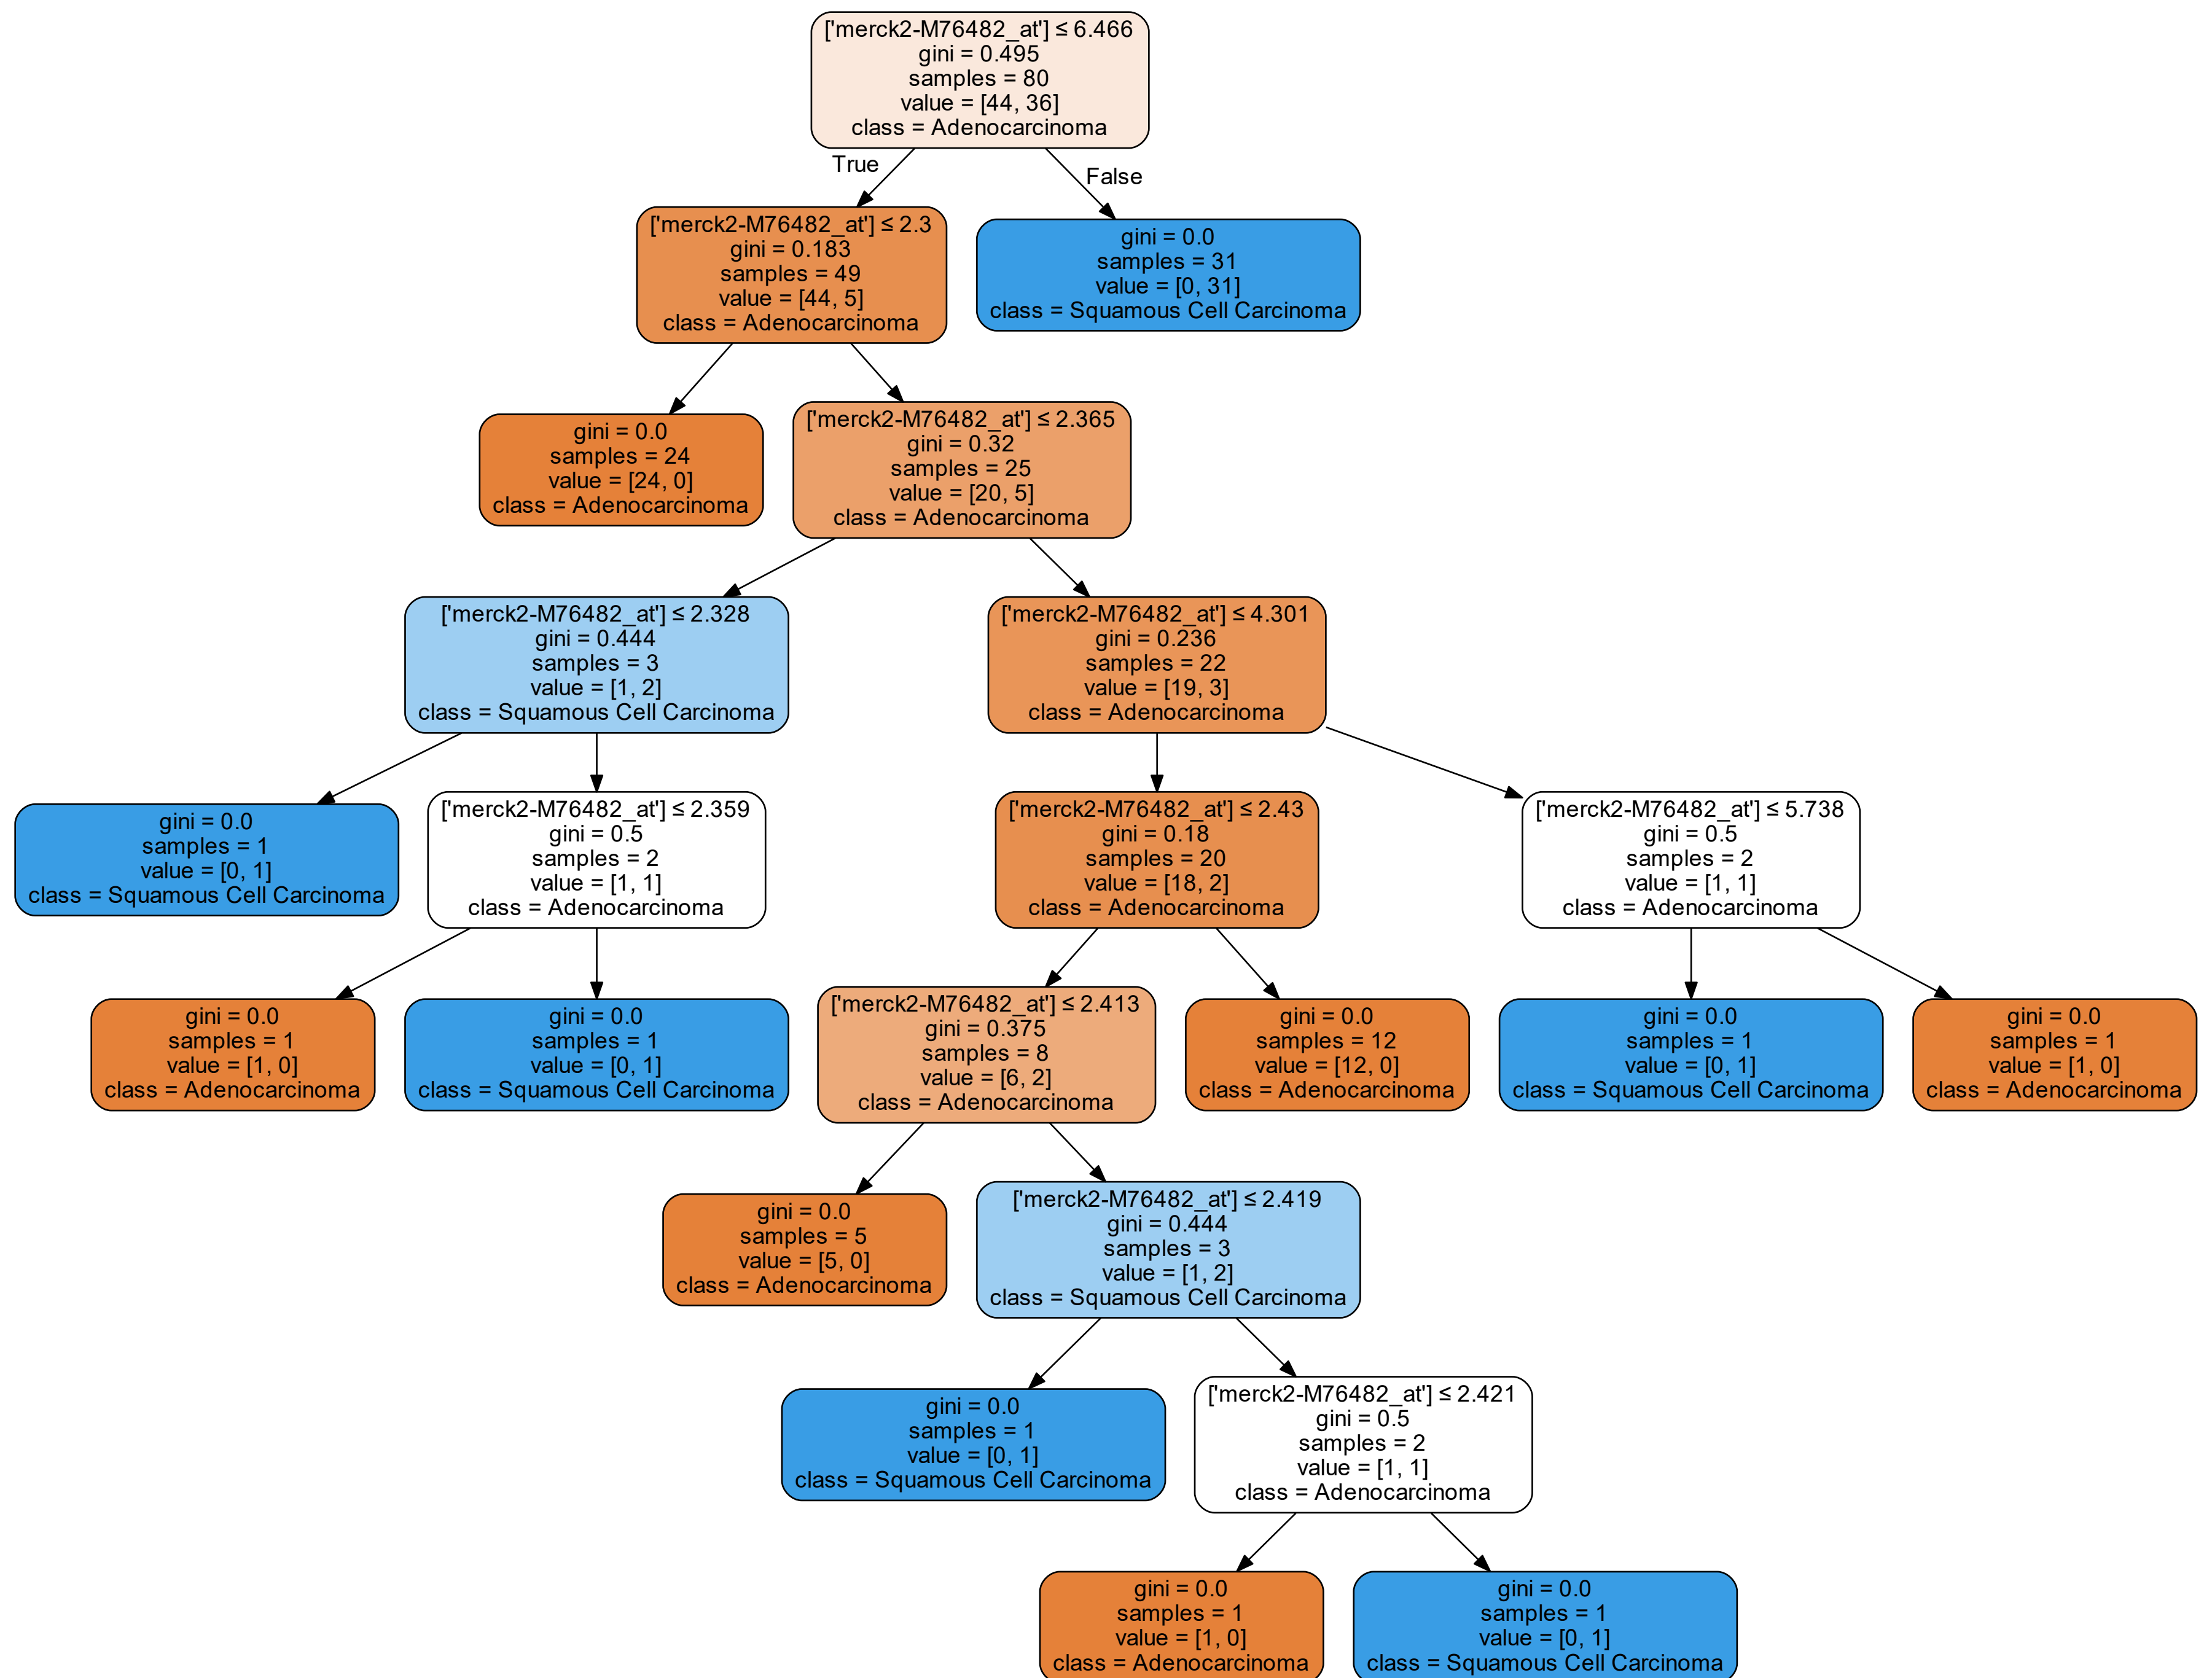 ['merck2-M76482_at'] ≤ 6.466
gini = 0.495
samples = 80
value = [44, 36]
class = Adenocarcinoma
True
False
['merck2-M76482_at'] ≤ 2.3
gini = 0.183
samples = 49
value = [44, 5]
class = Adenocarcinoma
gini = 0.0
samples = 31
value = [0, 31]
class = Squamous Cell Carcinoma
gini = 0.0
samples = 24
value = [24, 0]
class = Adenocarcinoma
['merck2-M76482_at'] ≤ 2.365
gini = 0.32
samples = 25
value = [20, 5]
class = Adenocarcinoma
['merck2-M76482_at'] ≤ 2.328
gini = 0.444
samples = 3
value = [1, 2]
class = Squamous Cell Carcinoma
['merck2-M76482_at'] ≤ 4.301
gini = 0.236
samples = 22
value = [19, 3]
class = Adenocarcinoma
gini = 0.0
samples = 1
value = [0, 1]
class = Squamous Cell Carcinoma
['merck2-M76482_at'] ≤ 2.359
gini = 0.5
samples = 2
value = [1, 1]
class = Adenocarcinoma
['merck2-M76482_at'] ≤ 2.43
gini = 0.18
samples = 20
value = [18, 2]
class = Adenocarcinoma
['merck2-M76482_at'] ≤ 5.738
gini = 0.5
samples = 2
value = [1, 1]
class = Adenocarcinoma
gini = 0.0
samples = 1
value = [1, 0]
class = Adenocarcinoma
gini = 0.0
samples = 1
value = [0, 1]
class = Squamous Cell Carcinoma
['merck2-M76482_at'] ≤ 2.413
gini = 0.375
samples = 8
value = [6, 2]
class = Adenocarcinoma
gini = 0.0
samples = 12
value = [12, 0]
class = Adenocarcinoma
gini = 0.0
samples = 1
value = [0, 1]
class = Squamous Cell Carcinoma
gini = 0.0
samples = 1
value = [1, 0]
class = Adenocarcinoma
gini = 0.0
samples = 5
value = [5, 0]
class = Adenocarcinoma
['merck2-M76482_at'] ≤ 2.419
gini = 0.444
samples = 3
value = [1, 2]
class = Squamous Cell Carcinoma
gini = 0.0
samples = 1
value = [0, 1]
class = Squamous Cell Carcinoma
['merck2-M76482_at'] ≤ 2.421
gini = 0.5
samples = 2
value = [1, 1]
class = Adenocarcinoma
gini = 0.0
samples = 1
value = [1, 0]
class = Adenocarcinoma
gini = 0.0
samples = 1
value = [0, 1]
class = Squamous Cell Carcinoma